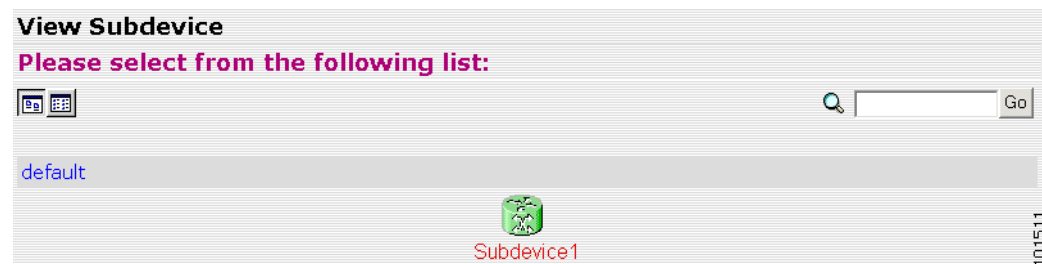 View Subdevice
Please select from the following list:
Go
default
Subdevice1
101511